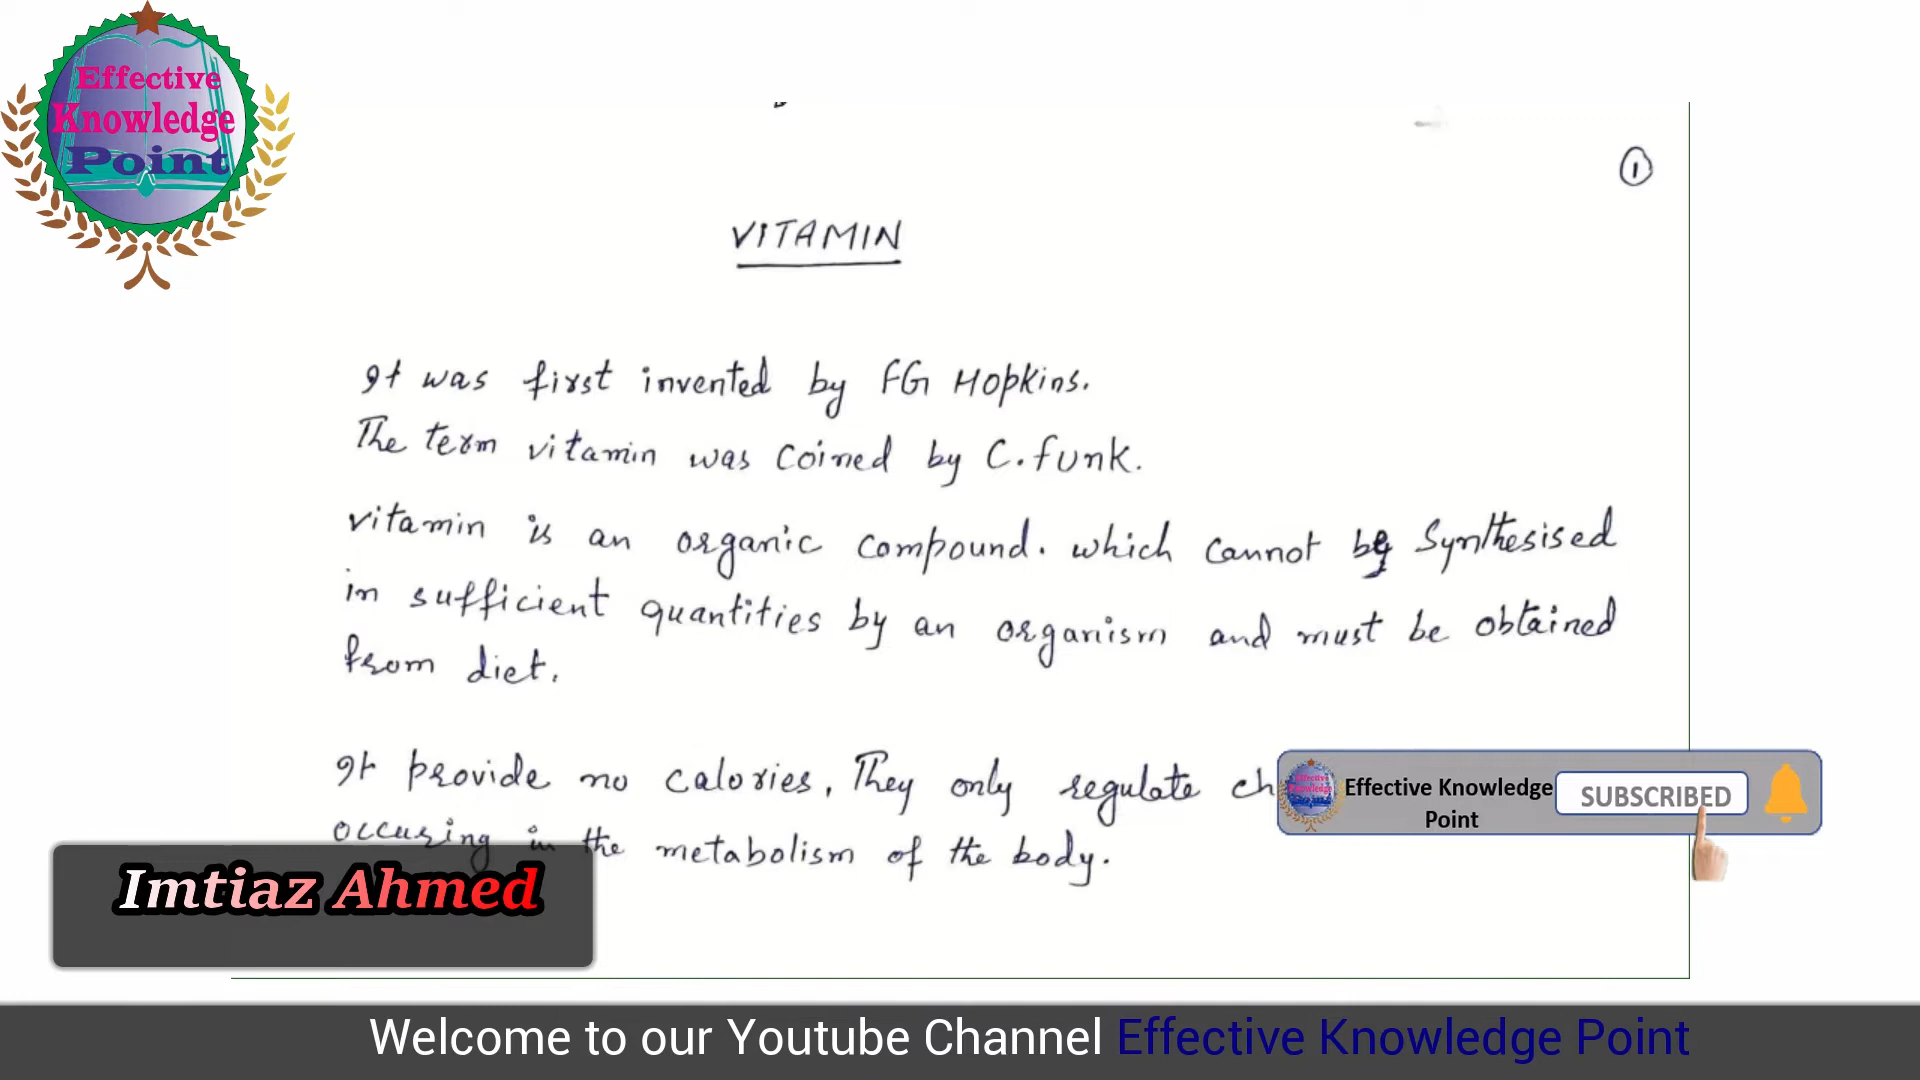 Effective
Knowledge
Point
1
VITAMIN
It was first invented by FG Hopkins.
The term vitamin was coined by C. Funk.
vitamin is an organic compound. which cannot be synthesised
in sufficient quantities by an organism and must be obtained
from diet.
It provide no calories, They only regulate
occuring in the metabolism of the body.
Effective Knowledge
Point
SUBSCRIBED
Imtiaz Ahmed
Welcome to our Youtube Channel Effective Knowledge Point